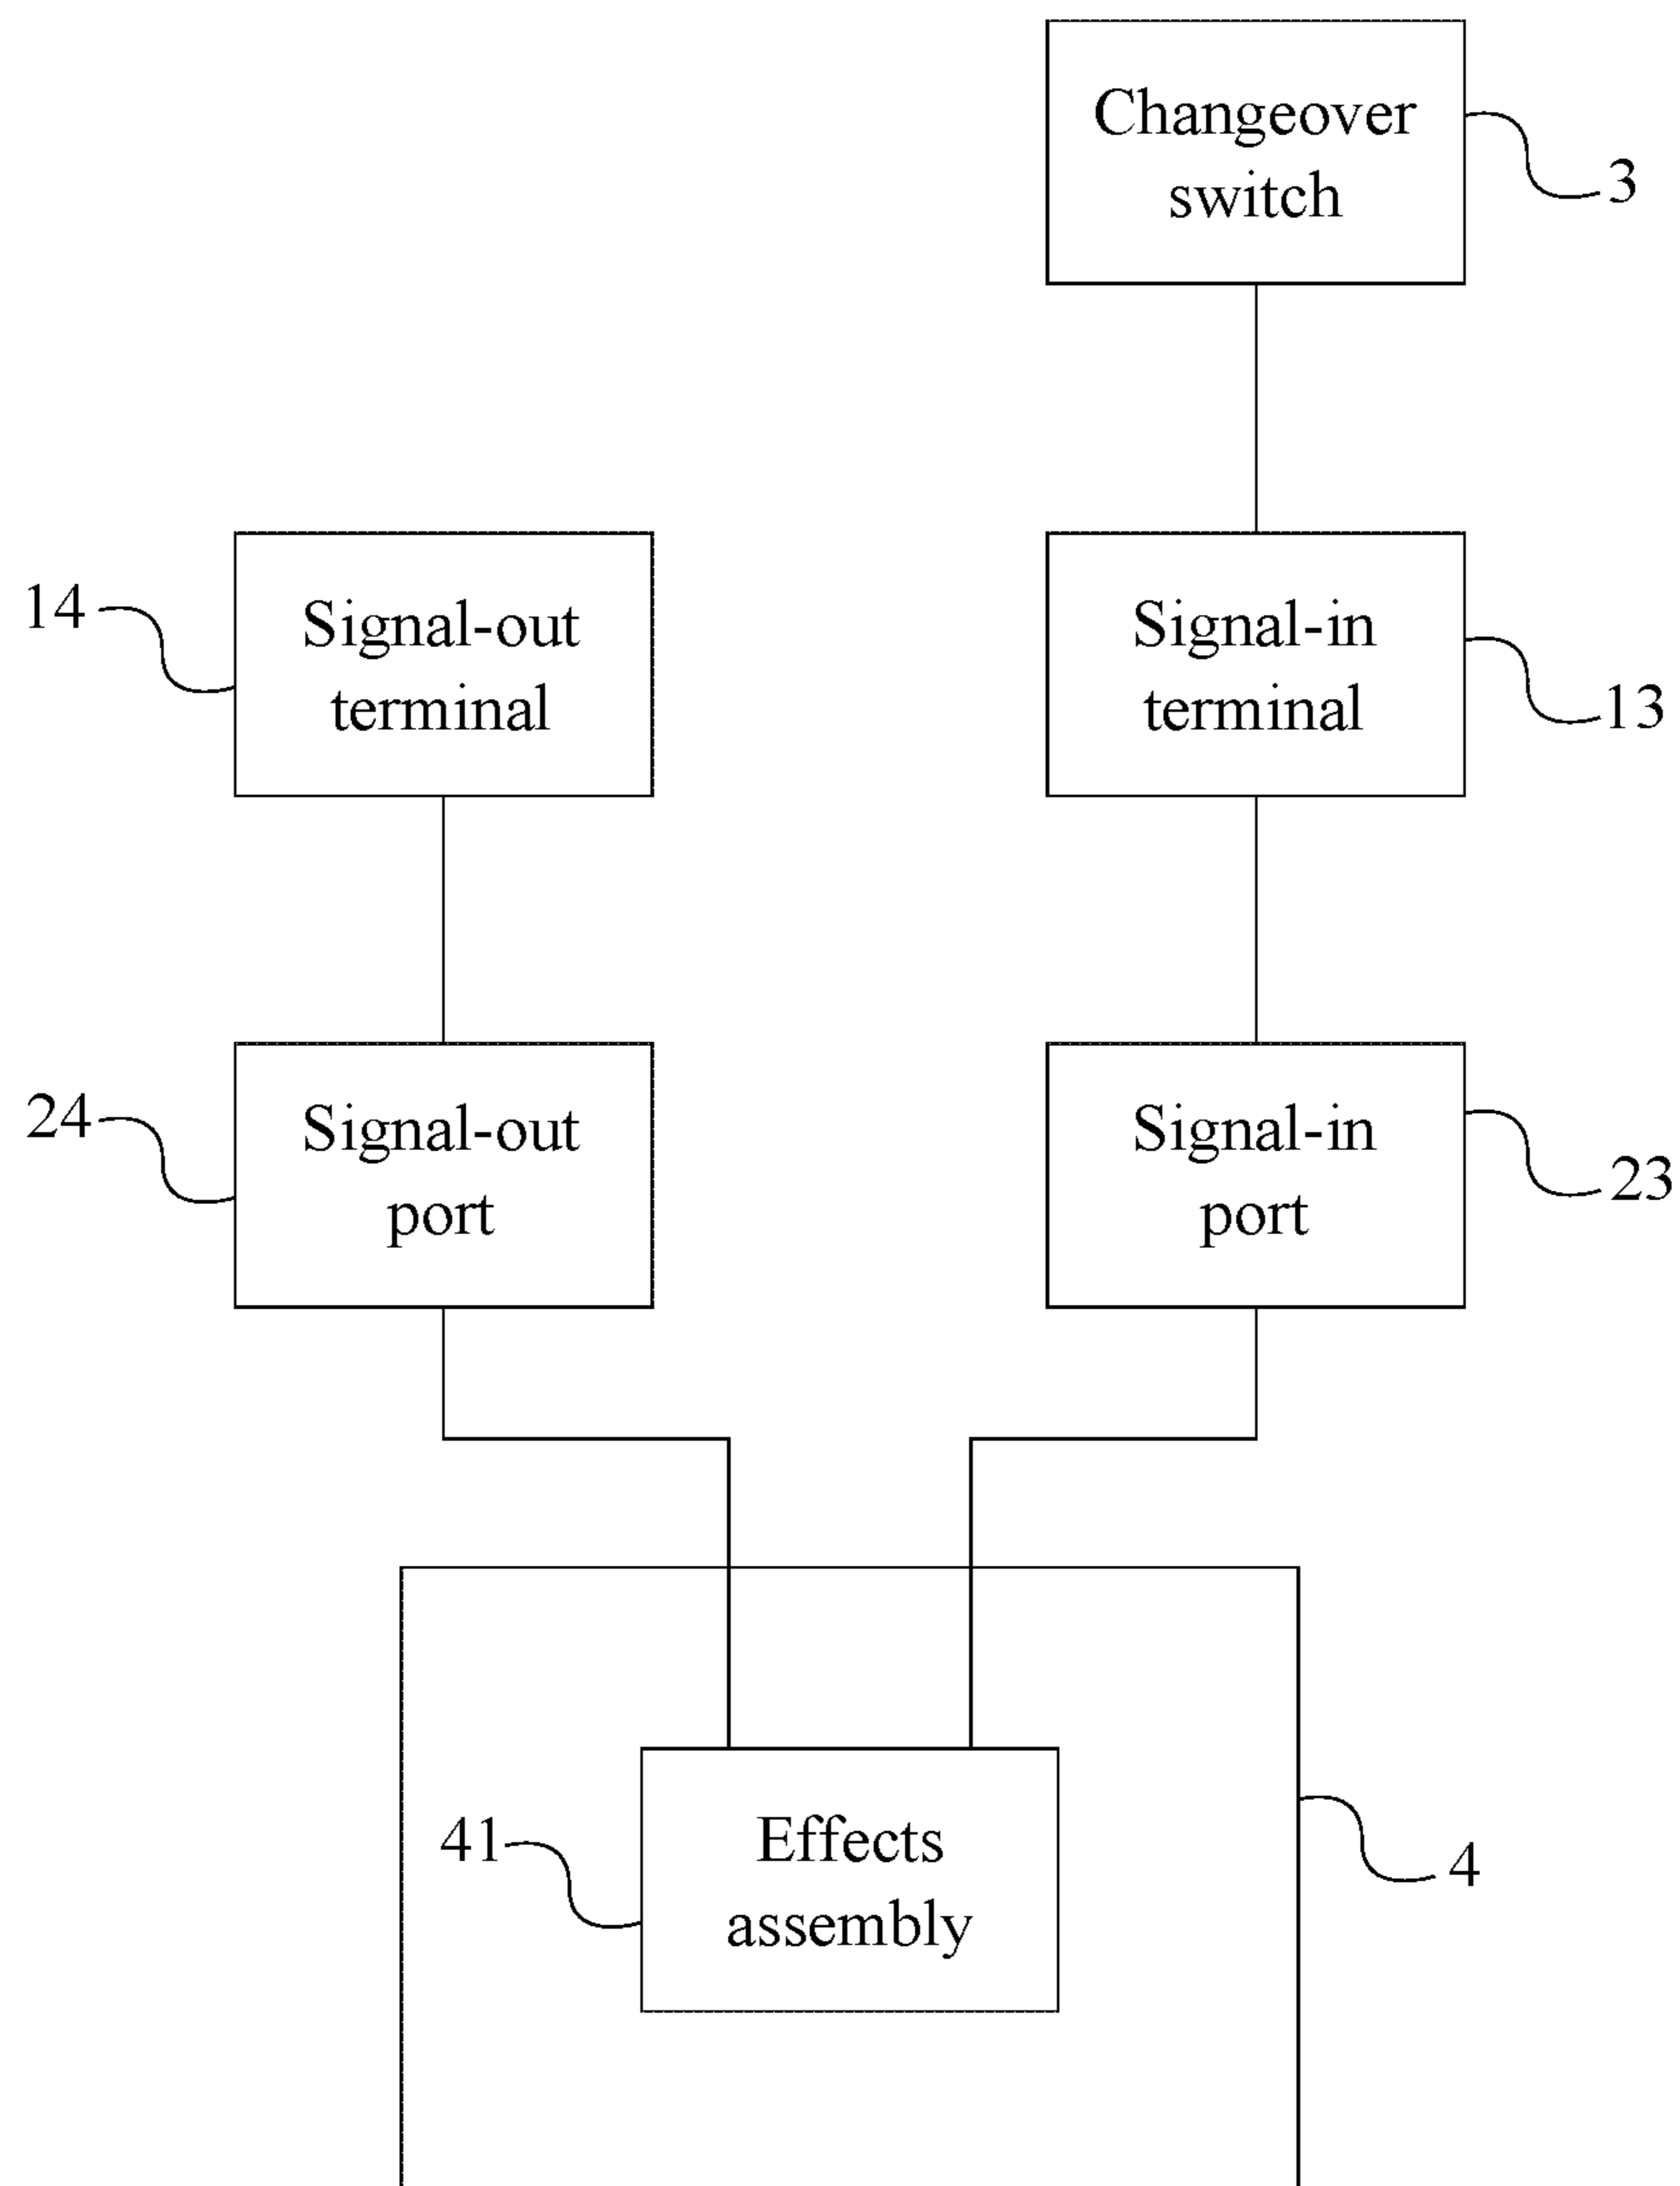 Changeover
switch
3
14
Signal-out
terminal
Signal-in
terminal
13
24
Signal-out
port
Signal-in
port
23
41
Effects
assembly
4